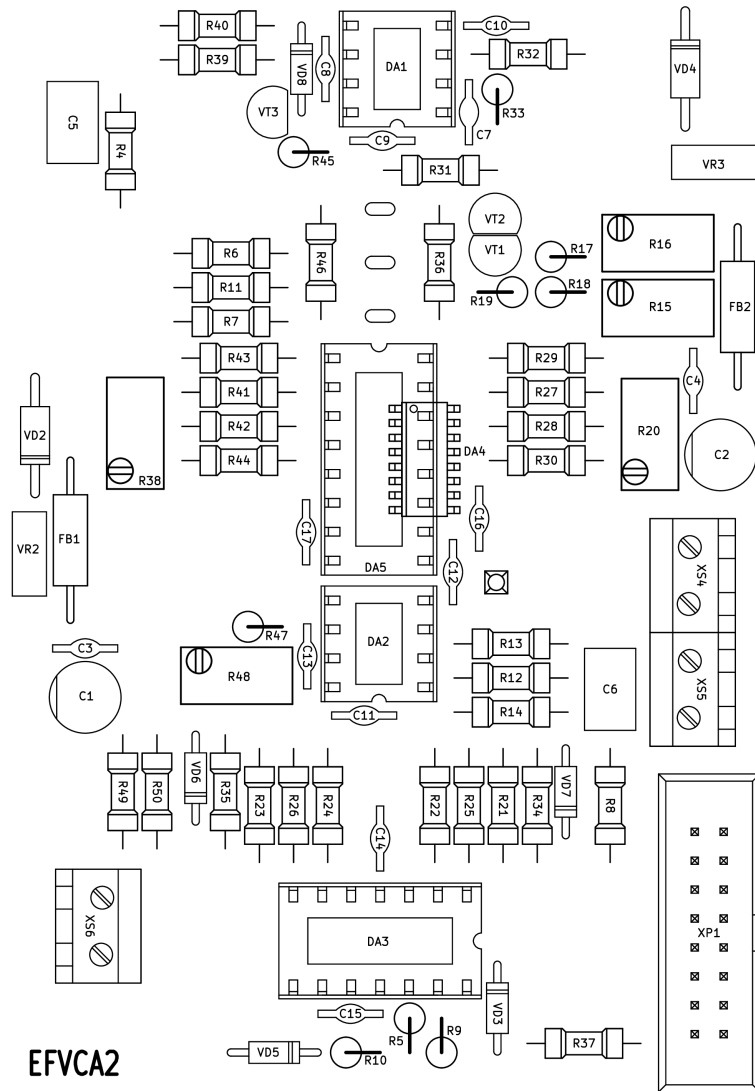 R40
C10
R39
VD8
C8
DA1
R32
VD4
C5
VT3
R4
R33
C7
C9
R45
R31
VR3
VT2
R16
R6
R46
R36
VT1
R17
R11
R19
R18
R15
FB2
R7
R43
R29
C4
R41
R27
VD2
R42
R28
R20
DA4
C2
R44
R30
R38
C17
C16
VR2
FB1
DA5
C12
XS4
R47
C3
C13
DA2
R13
R48
R12
C6
XS5
C1
C11
R14
R49
R50
VD6
R35
R23
R26
R24
R22
R25
R21
R34
VD7
R8
C14
XS6
DA3
XP1
C15
VD3
R5
R9
R37
VD5
R10
EFVCA2